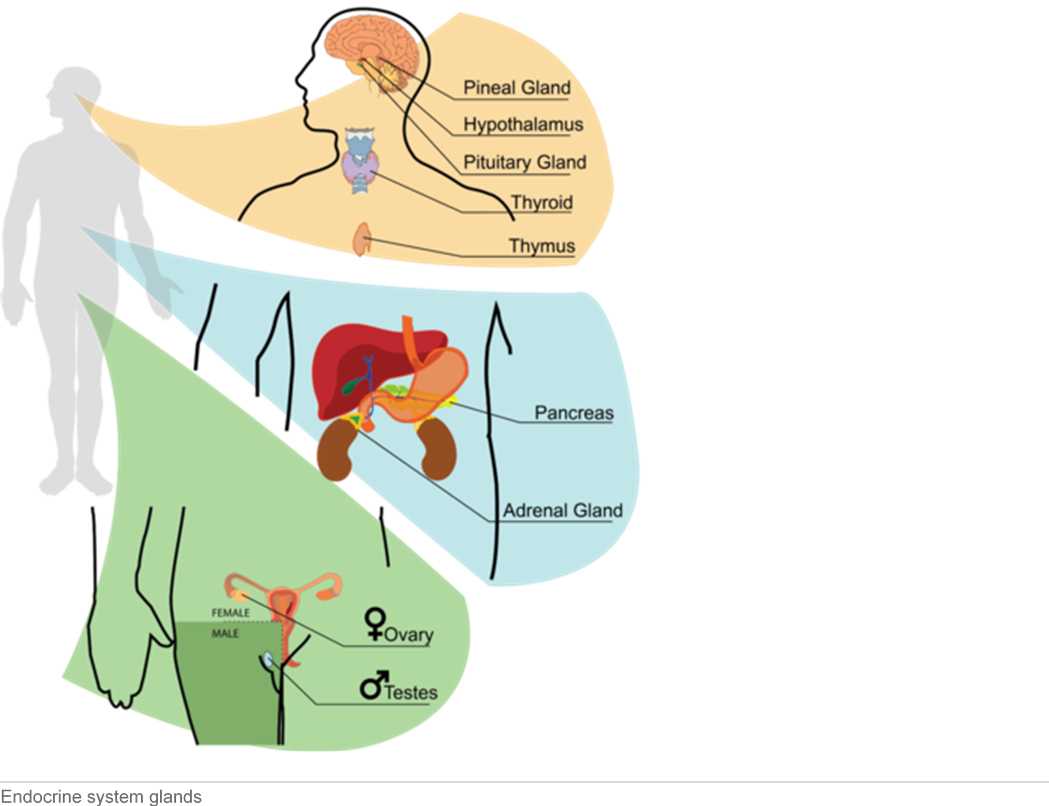 Pineal Gland
Hypothalamus
Pituitary Gland
Thyroid
Thymus
Pancreas
Adrenal Gland
FEMALE
MALE
Ovary
Testes
Endocrine system glands